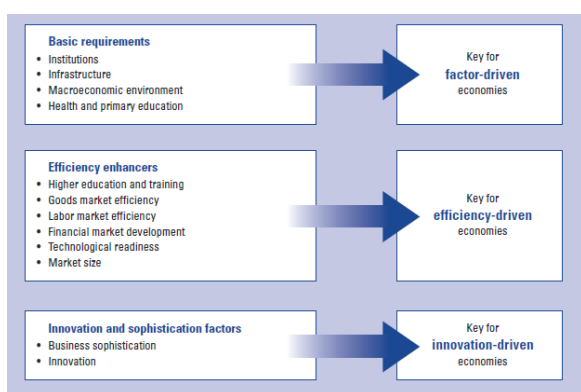 Basic requirements
• Institutions
• Infrastructure
• Macroeconomic environment
• Health and primary education
Key for
factor-driven
economies
Efficiency enhancers
• Higher education and training
• Goods market efficiency
• Labor market efficiency
• Financial market development
• Technological readiness
• Market size
Key for
efficiency-driven
economies
Innovation and sophistication factors
• Business sophistication
• Innovation
Key for
innovation-driven
economies